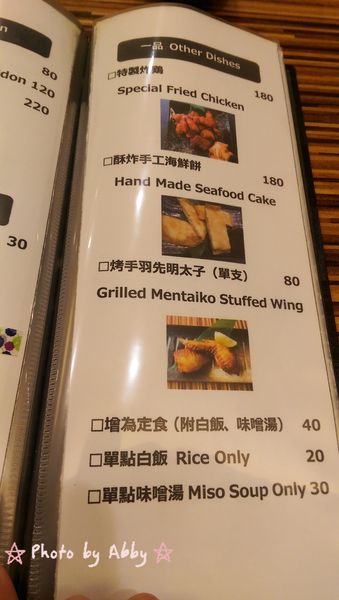 n
80
don 120
220
30
一品 Other Dishes
□特製炸鶏
Special Fried Chicken 180
□酥炸手工海鮮餅
Hand Made Seafood Cake 180
□烤手羽先明太子（單支） 80
Grilled Mentaiko Stuffed Wing
□增為定食（附白飯、味噌湯） 40
□單點白飯 Rice Only 20
□單點味噌湯 Miso Soup Only 30
☆ Photo by Abby ☆